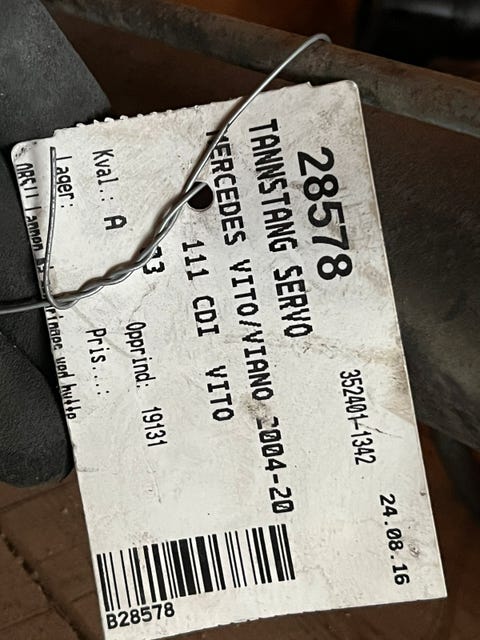 24.08.16
28578 352401-1342
TANNSTANG SERVO
MERCEDES VITO/VIANO 2004-20
111 CDI VITO
73
Opprind: 19131
Kval.: A
Pris..:
Lager:
B28578